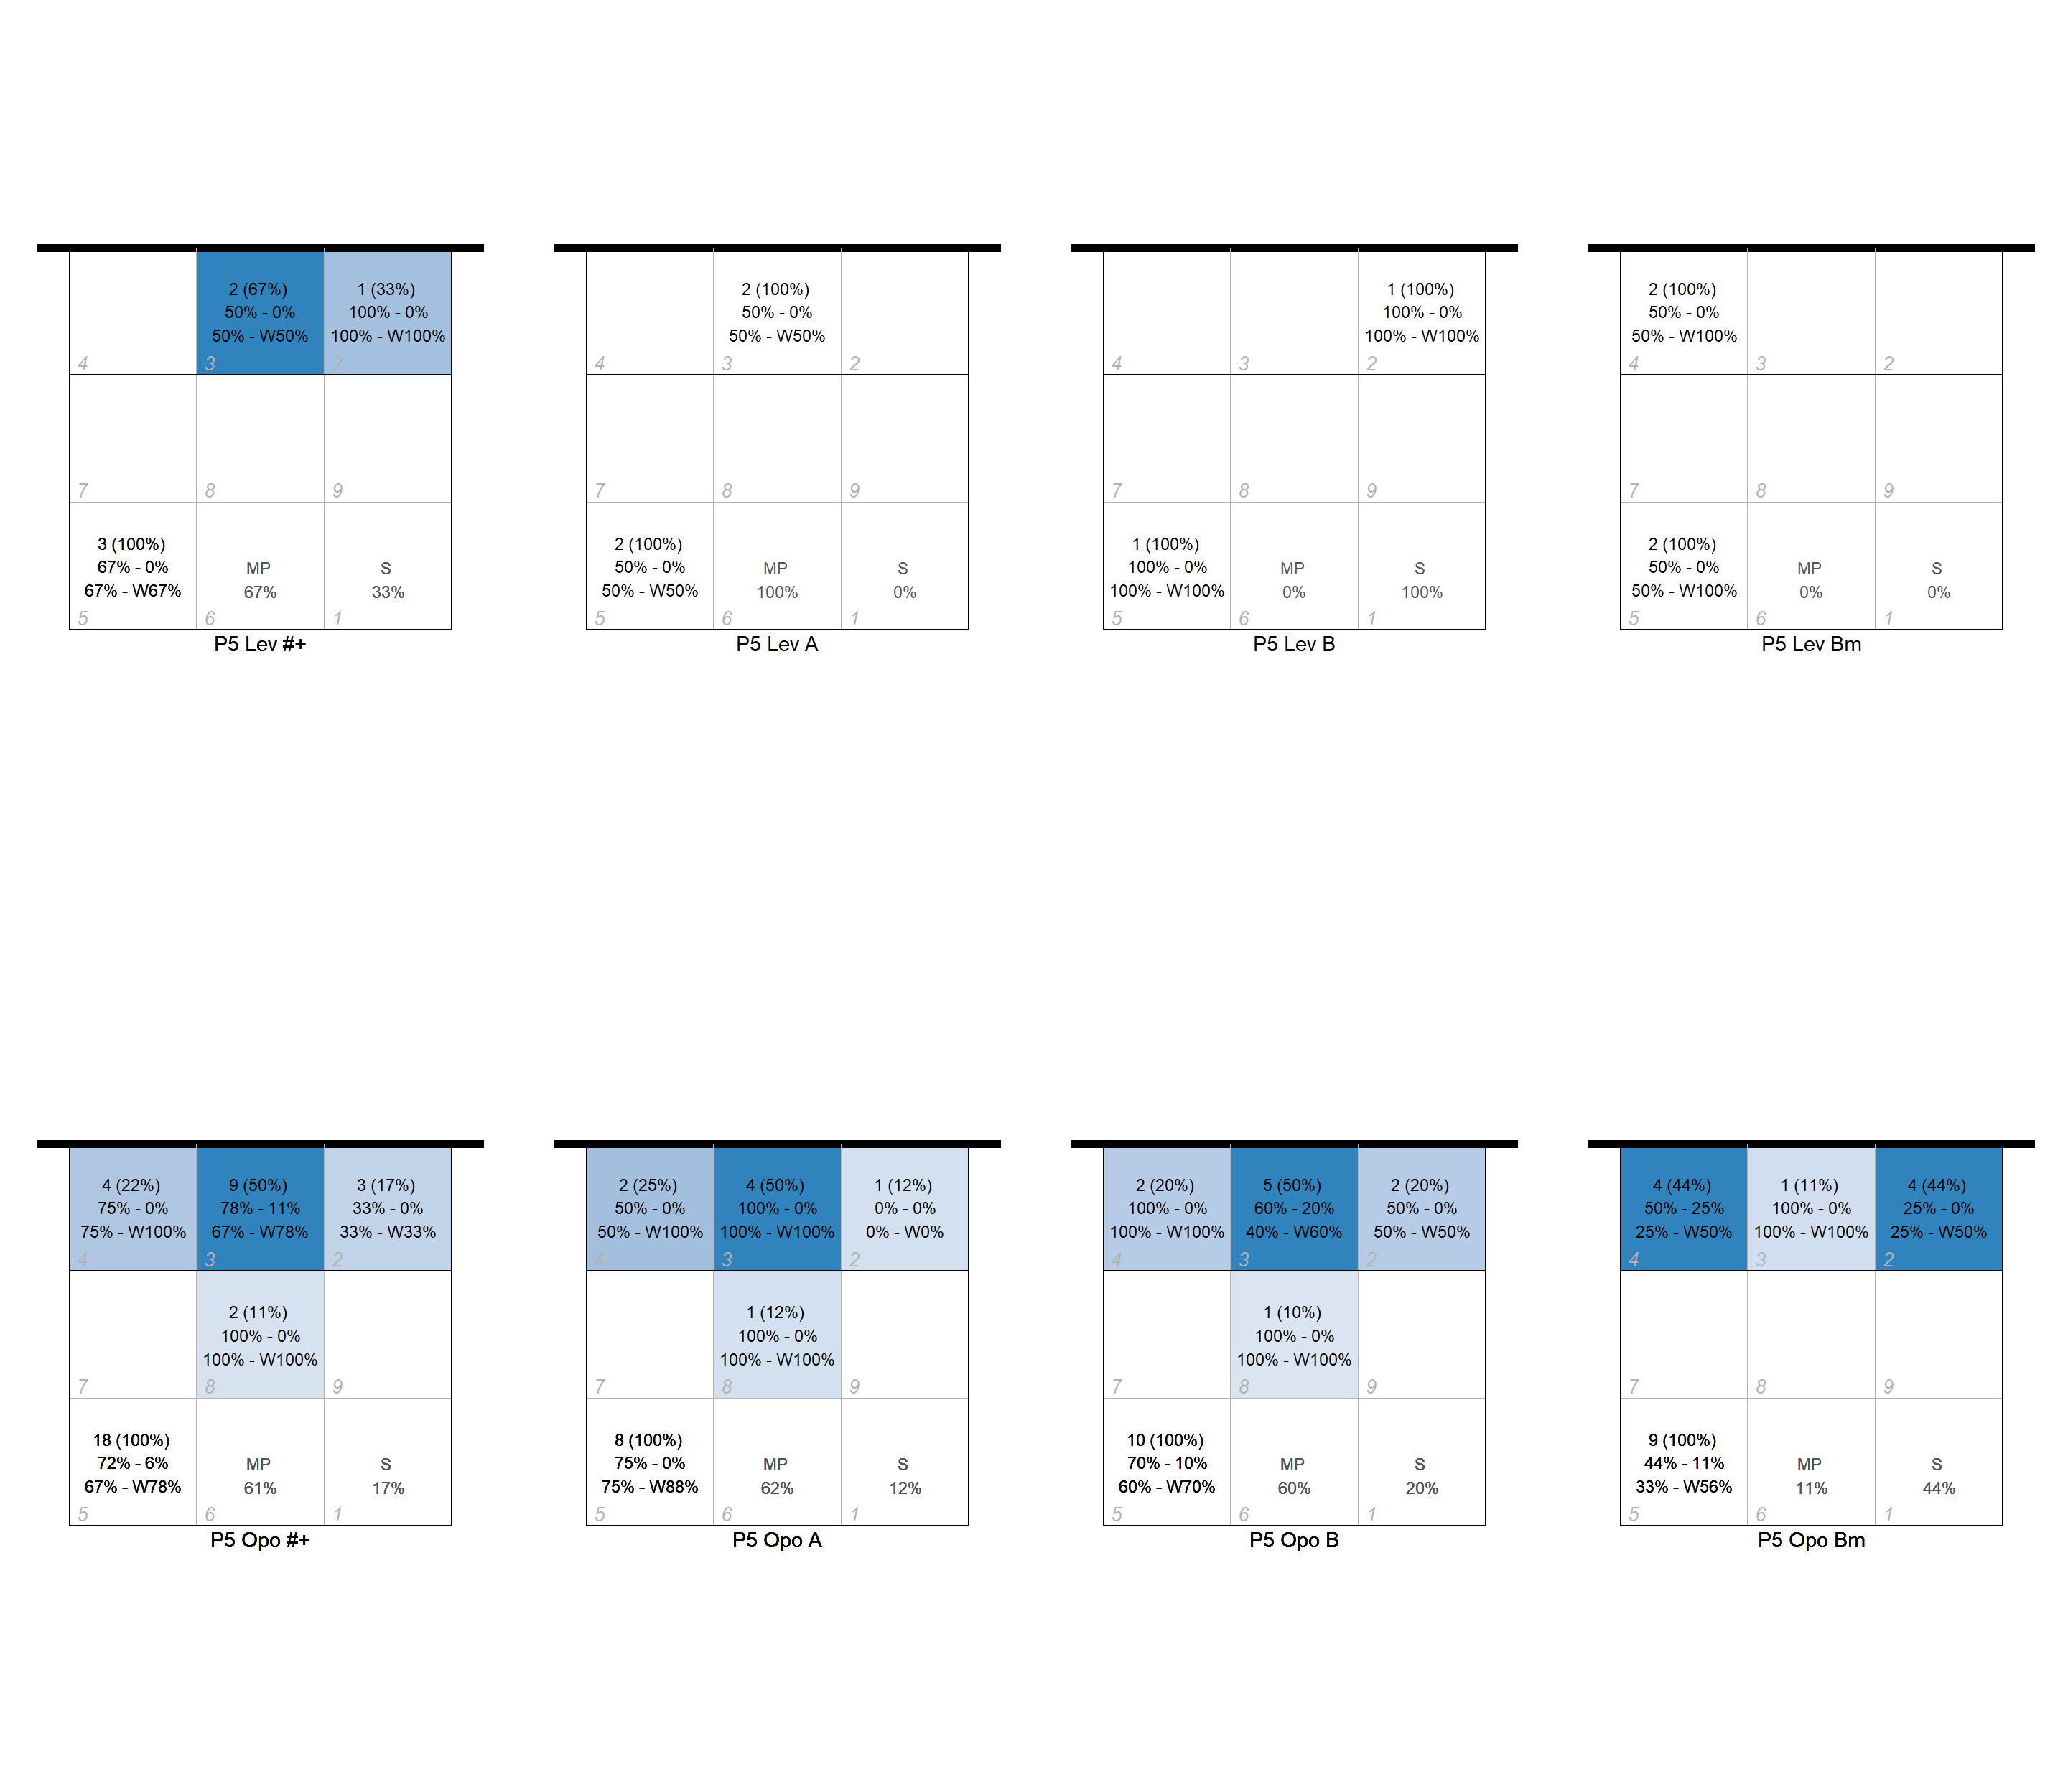 2 (67%)
50% - 0%
50% - W50%
1 (33%)
100% - 0%
100% - W100%
4
3
2
7
8
9
3 (100%)
67% - 0%
67% - W67%
MP
67%
S
33%
5
6
1
P5 Lev #+
2 (100%)
50% - 0%
50% - W50%
4
3
2
7
8
9
2 (100%)
50% - 0%
50% - W50%
MP
100%
S
0%
5
6
1
P5 Lev A
1 (100%)
100% - 0%
100% - W100%
4
3
2
7
8
9
1 (100%)
100% - 0%
100% - W100%
MP
0%
S
100%
5
6
1
P5 Lev B
2 (100%)
50% - 0%
50% - W100%
4
3
2
7
8
9
2 (100%)
50% - 0%
50% - W100%
MP
0%
S
0%
5
6
1
P5 Lev Bm
4 (22%)
75% - 0%
75% - W100%
9 (50%)
78% - 11%
67% - W78%
3 (17%)
33% - 0%
33% - W33%
4
3
2
2 (11%)
100% - 0%
100% - W100%
7
8
9
18 (100%)
72% - 6%
67% - W78%
MP
61%
S
17%
5
6
1
P5 Opo #+
2 (25%)
50% - 0%
50% - W100%
4 (50%)
100% - 0%
100% - W100%
1 (12%)
0% - 0%
0% - W0%
4
3
2
1 (12%)
100% - 0%
100% - W100%
7
8
9
8 (100%)
75% - 0%
75% - W88%
MP
62%
S
12%
5
6
1
P5 Opo A
2 (20%)
100% - 0%
100% - W100%
5 (50%)
60% - 20%
40% - W60%
2 (20%)
50% - 0%
50% - W50%
4
3
2
1 (10%)
100% - 0%
100% - W100%
7
8
9
10 (100%)
70% - 10%
60% - W70%
MP
60%
S
20%
5
6
1
P5 Opo B
4 (44%)
50% - 25%
25% - W50%
1 (11%)
100% - 0%
100% - W100%
4 (44%)
25% - 0%
25% - W50%
4
3
2
7
8
9
9 (100%)
44% - 11%
33% - W56%
MP
11%
S
44%
5
6
1
P5 Opo Bm